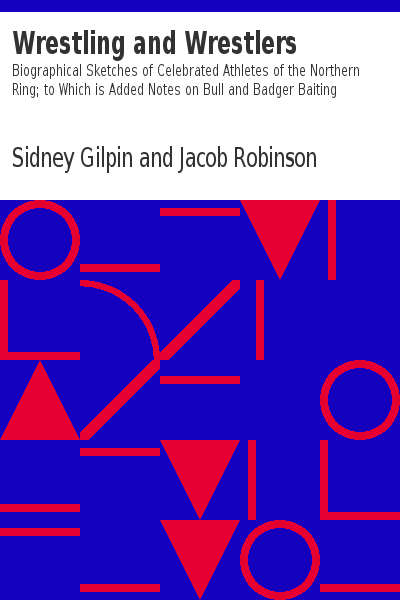 Wrestling and Wrestlers
Biographical Sketches of Celebrated Athletes of the Northern
Ring; to Which is Added Notes on Bull and Badger Baiting
Sidney Gilpin and Jacob Robinson